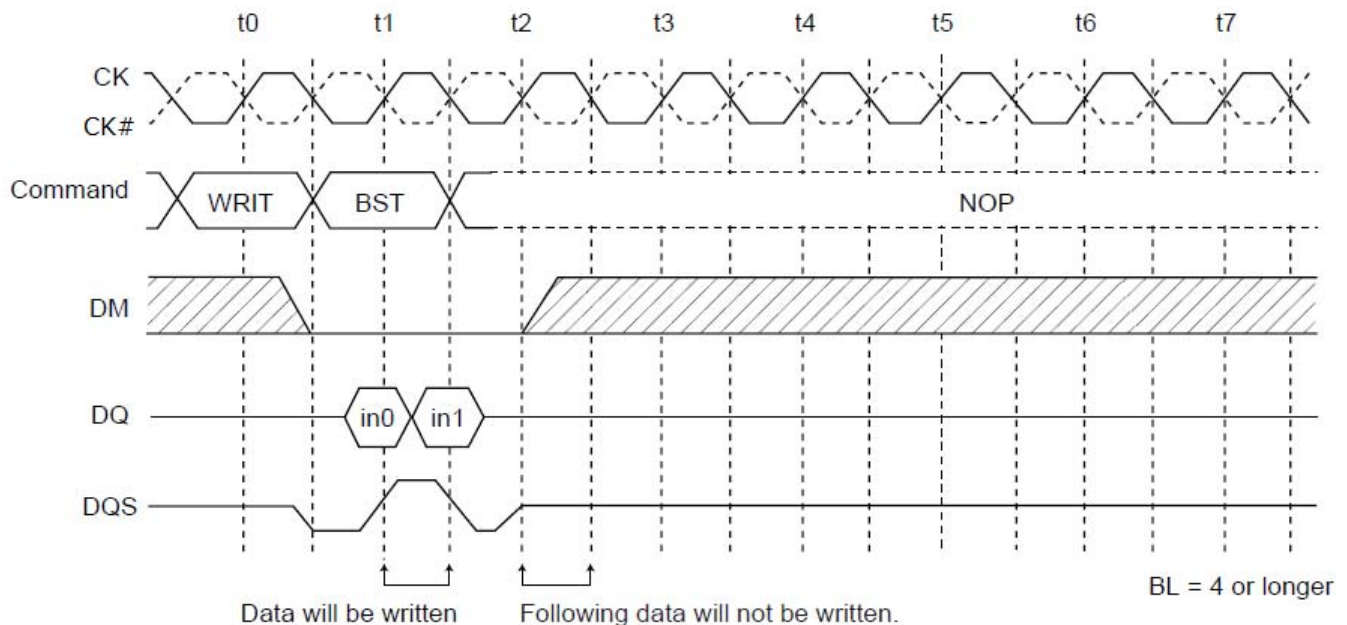 t0 t1 t2 t3 t4 t5 t6 t7
CK
CK#
Command WRIT BST NOP
DM
DQ in0 in1
DQS
BL = 4 or longer
Data will be written Following data will not be written.